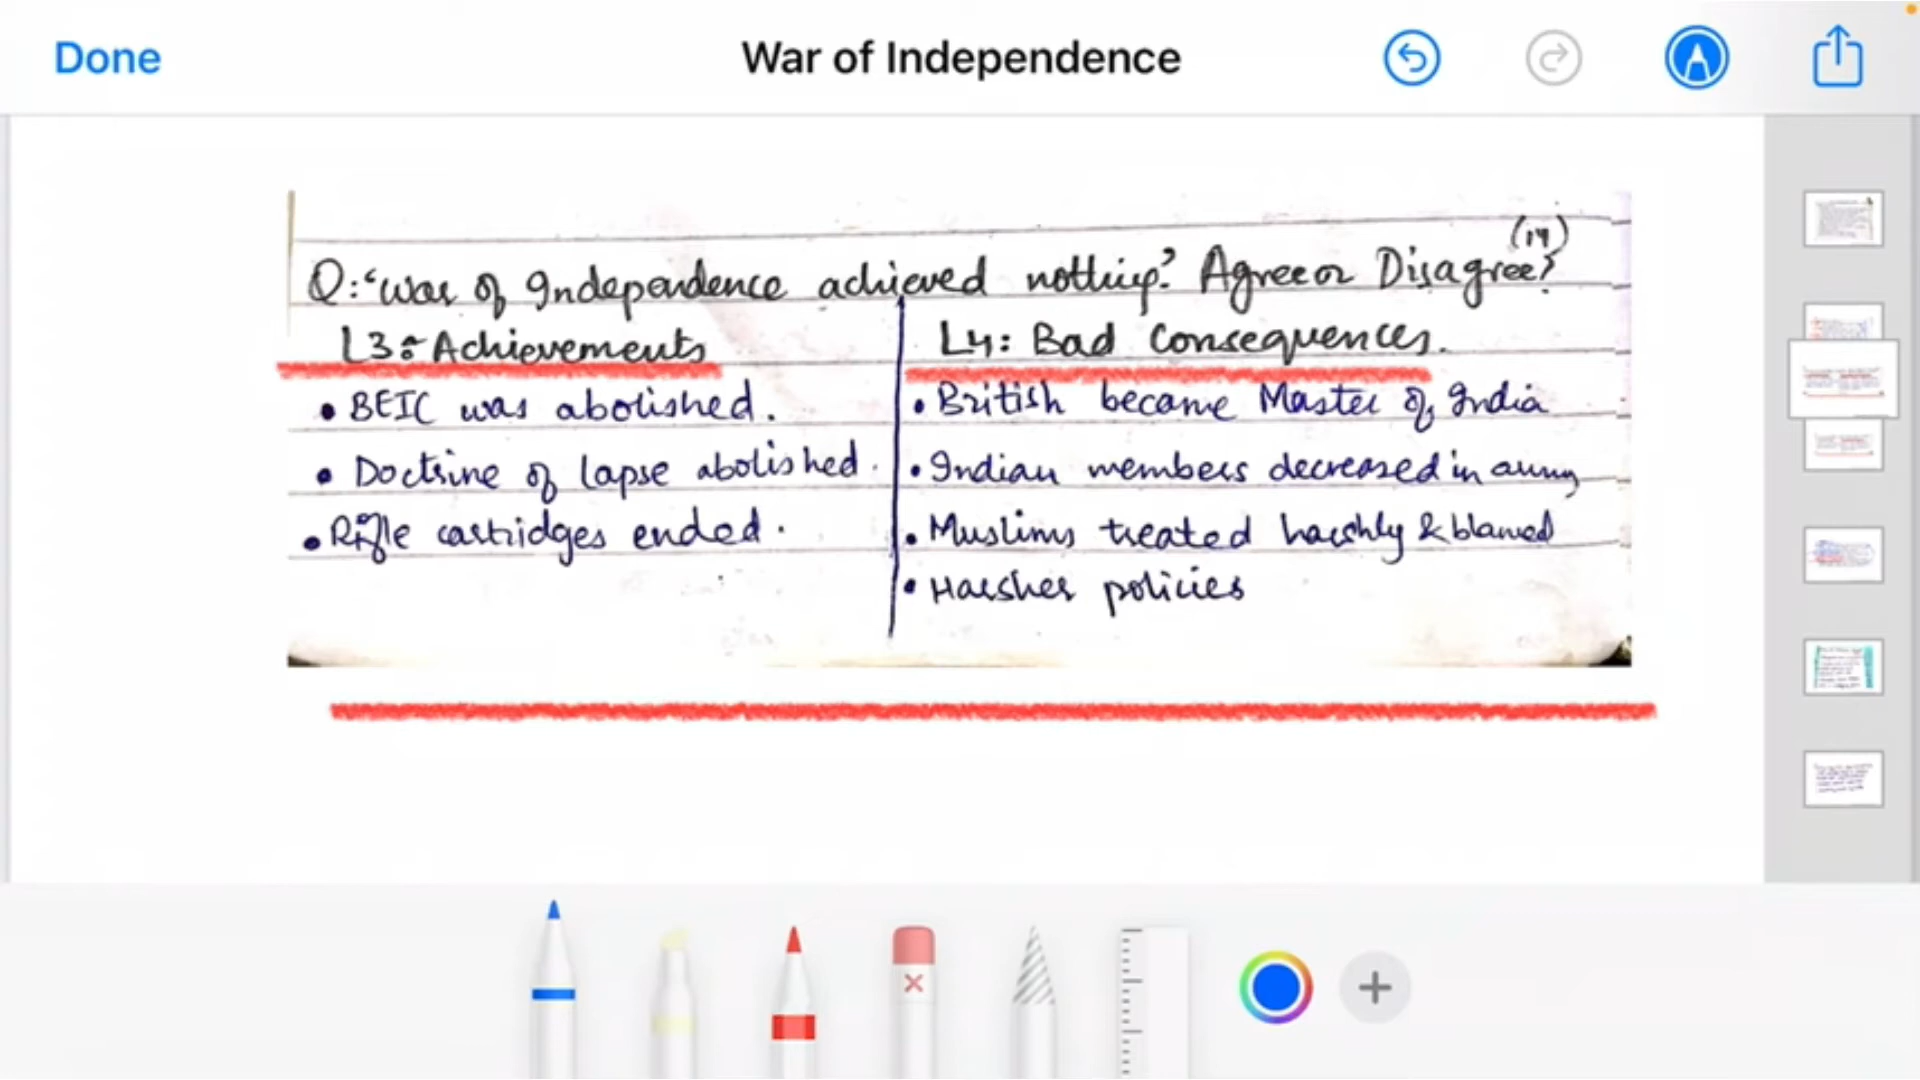 Done
War of Independence
(14)
Q: 'War of Independence achieved nothing.' Agree or Disagree?
L3: Achievements
• BEIC was abolished.
• Doctrine of lapse abolished.
• Rifle cartridges ended.
L4: Bad Consequences.
• British became Master of India
• Indian members decreased in army
• Muslims treated harshly & blamed
• Harsher policies